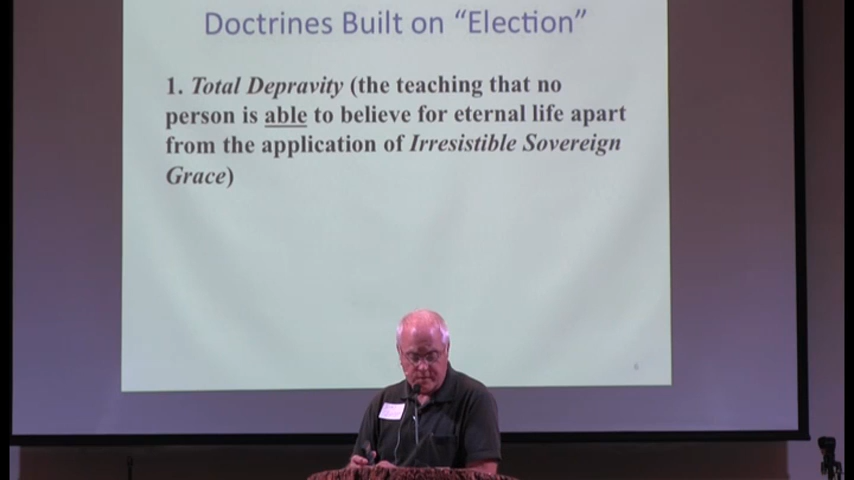 Doctrines Built on “Election”
1. Total Depravity (the teaching that no
person is able to believe for eternal life apart
from the application of Irresistible Sovereign
Grace)